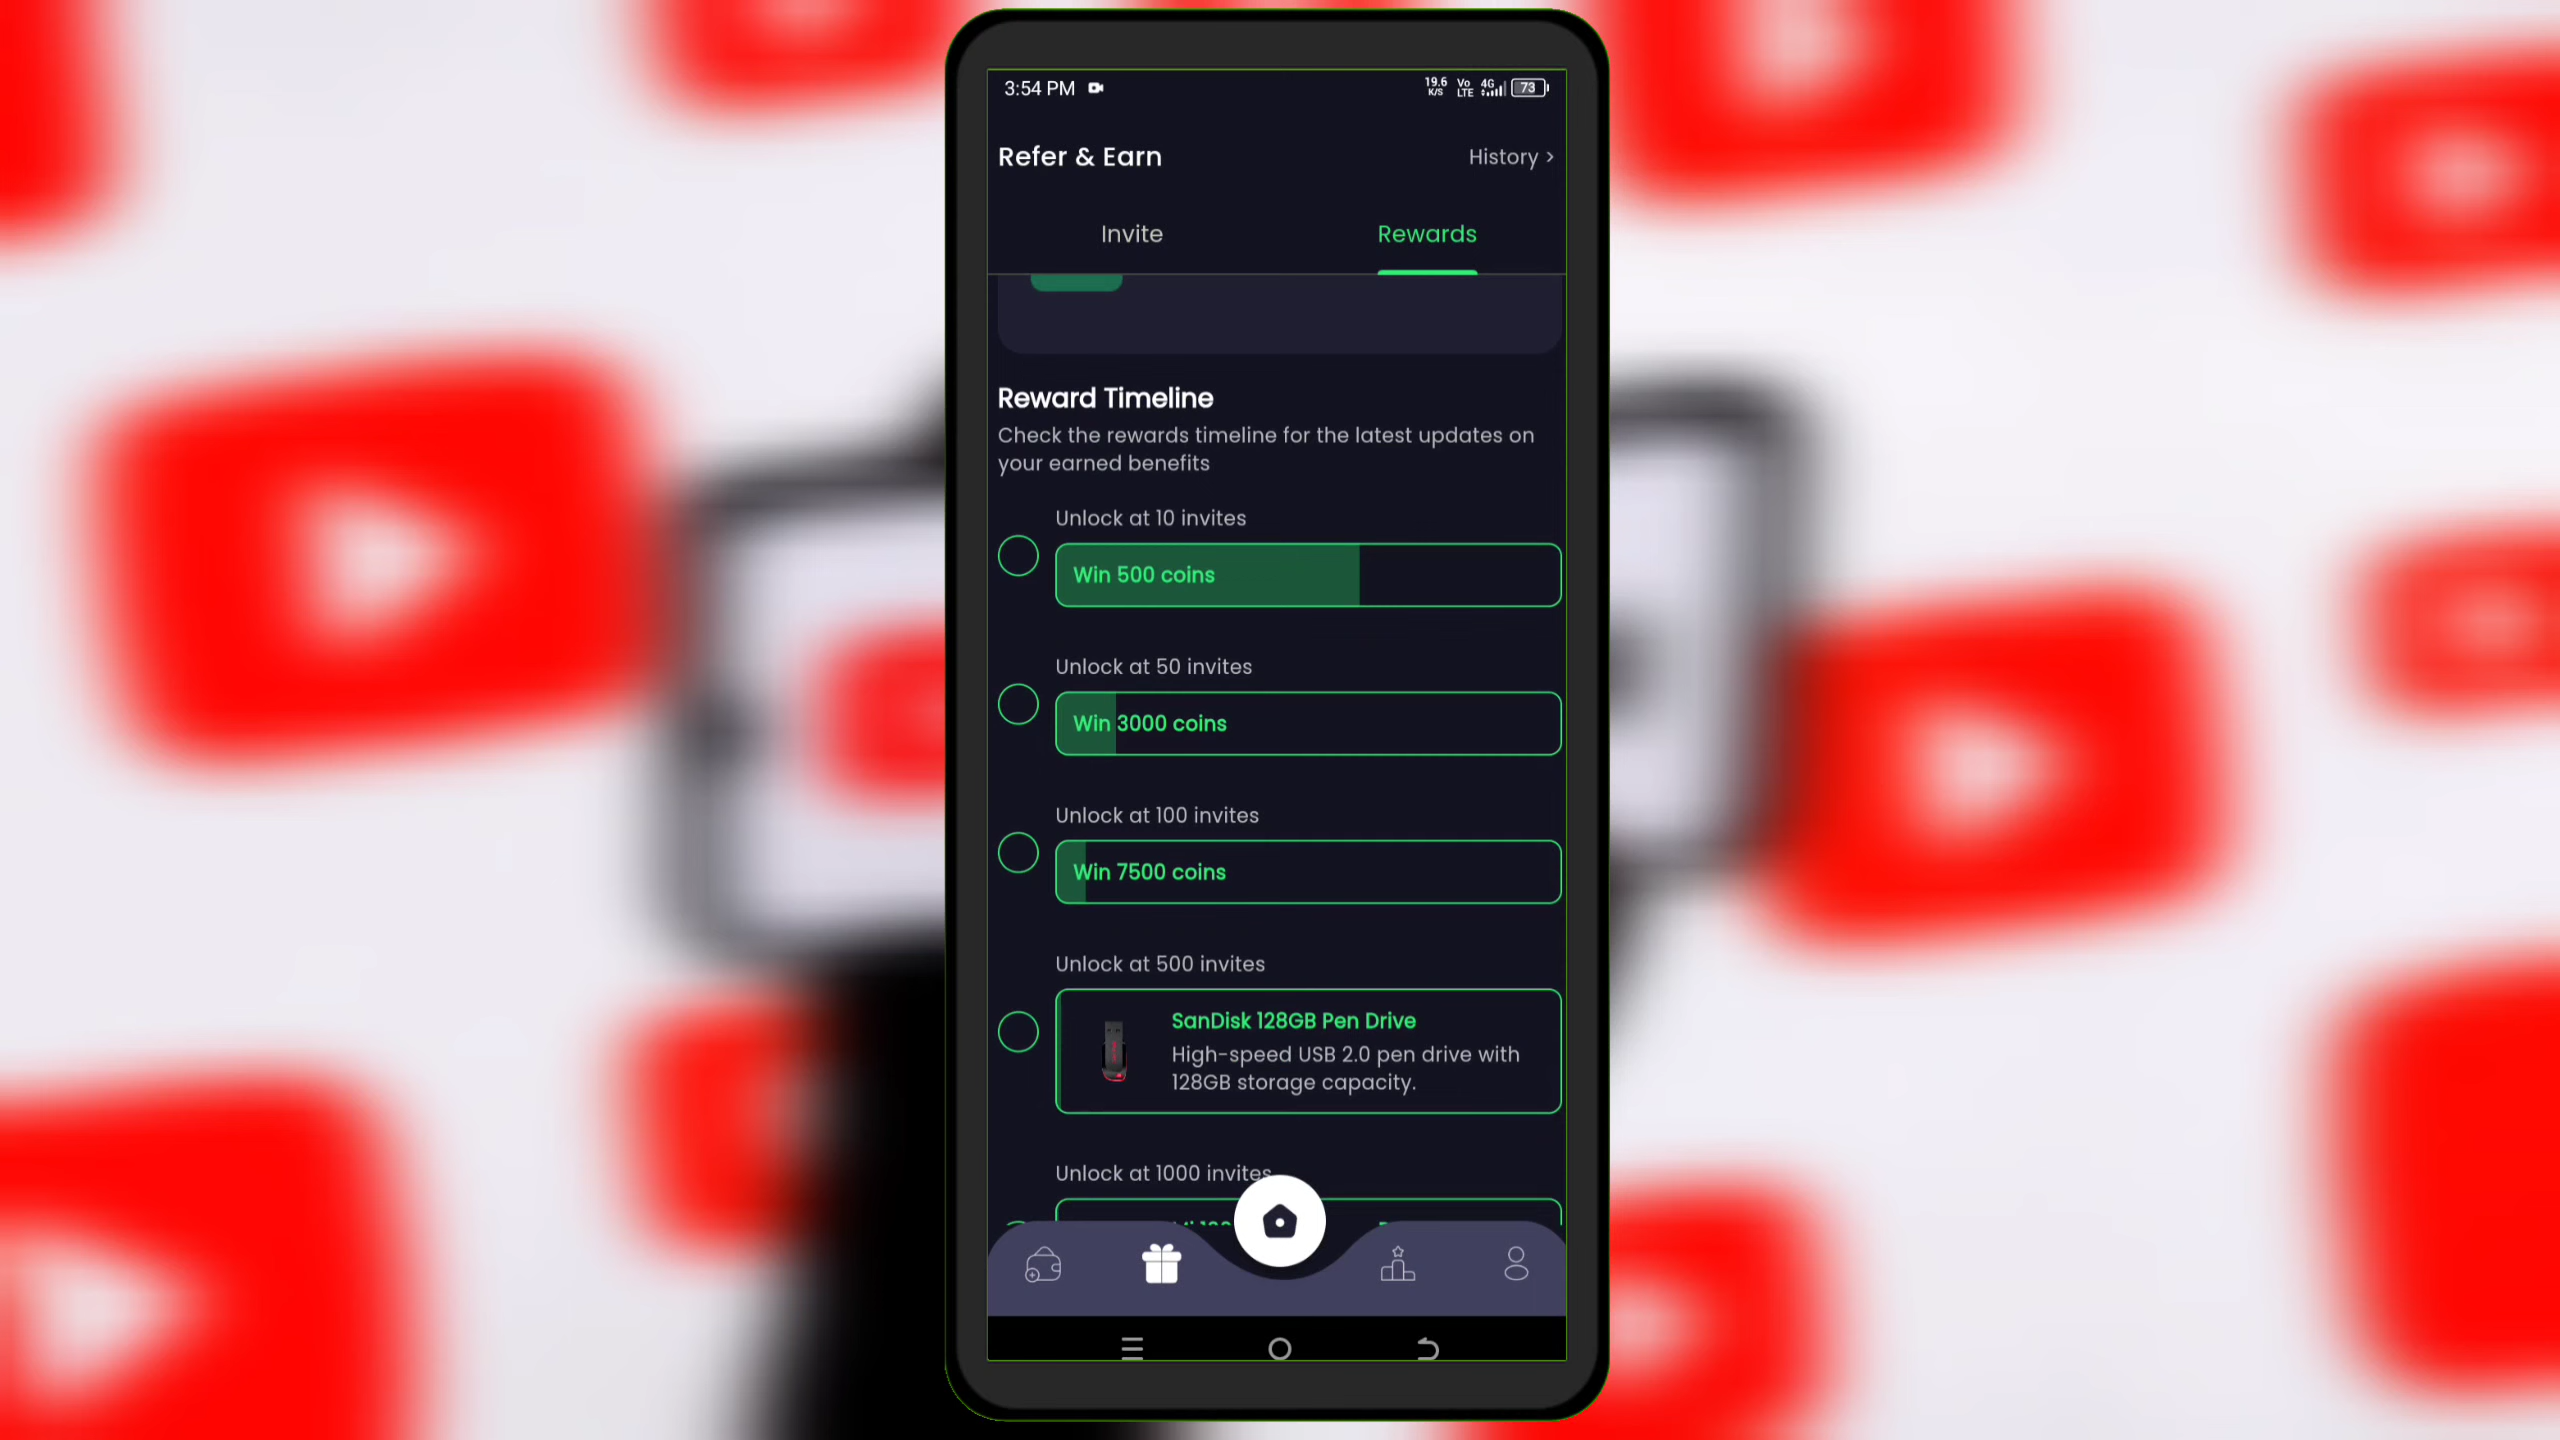 3:54 PM
19.6 K/S Vo LTE 4G 73
Refer & Earn
History >
Invite
Rewards
Reward Timeline
Check the rewards timeline for the latest updates on
your earned benefits
Unlock at 10 invites
Win 500 coins
Unlock at 50 invites
Win 3000 coins
Unlock at 100 invites
Win 7500 coins
Unlock at 500 invites
SanDisk 128GB Pen Drive
High-speed USB 2.0 pen drive with
128GB storage capacity.
Unlock at 1000 invites